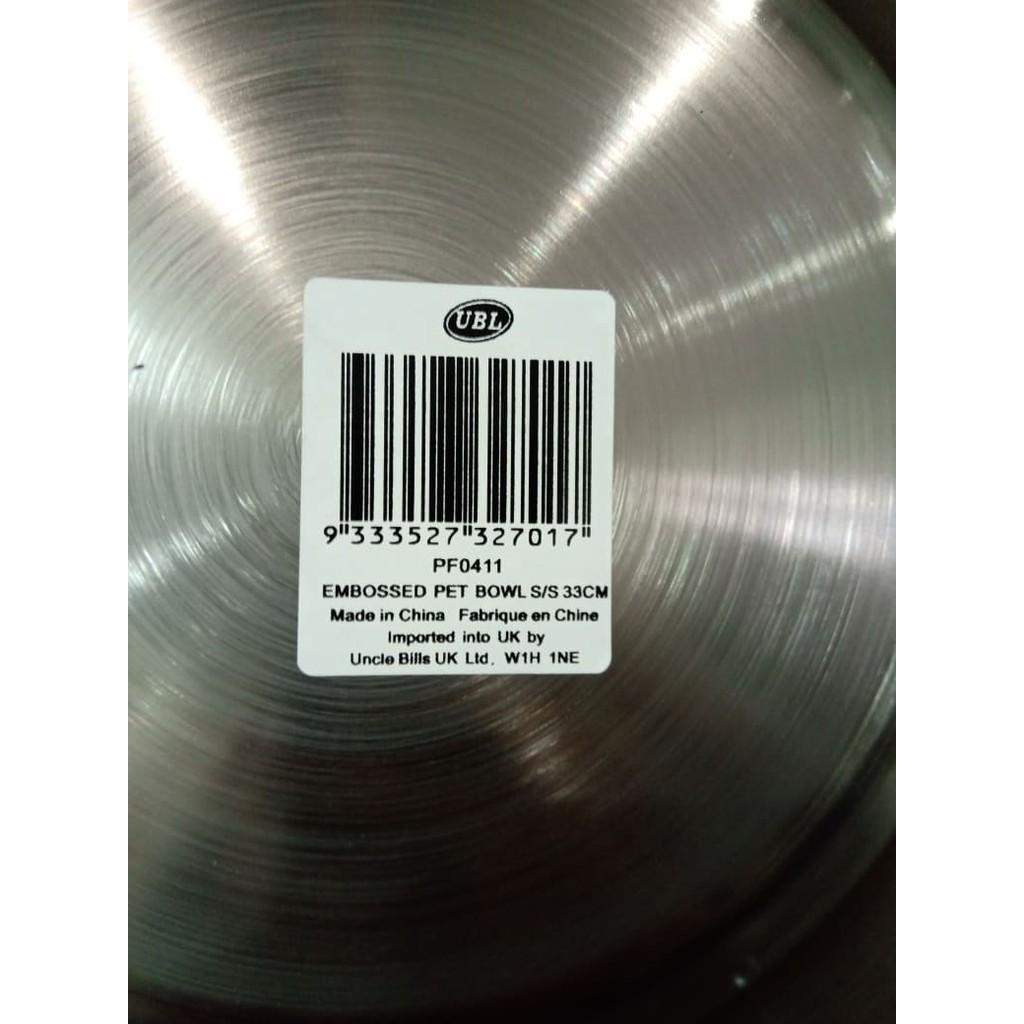 UBL
9"333527"327017"
PF0411
EMBOSSED PET BOWL S/S 33CM
Made in China Fabrique en Chine
Imported into UK by
Uncle Bills UK Ltd, W1H 1NE